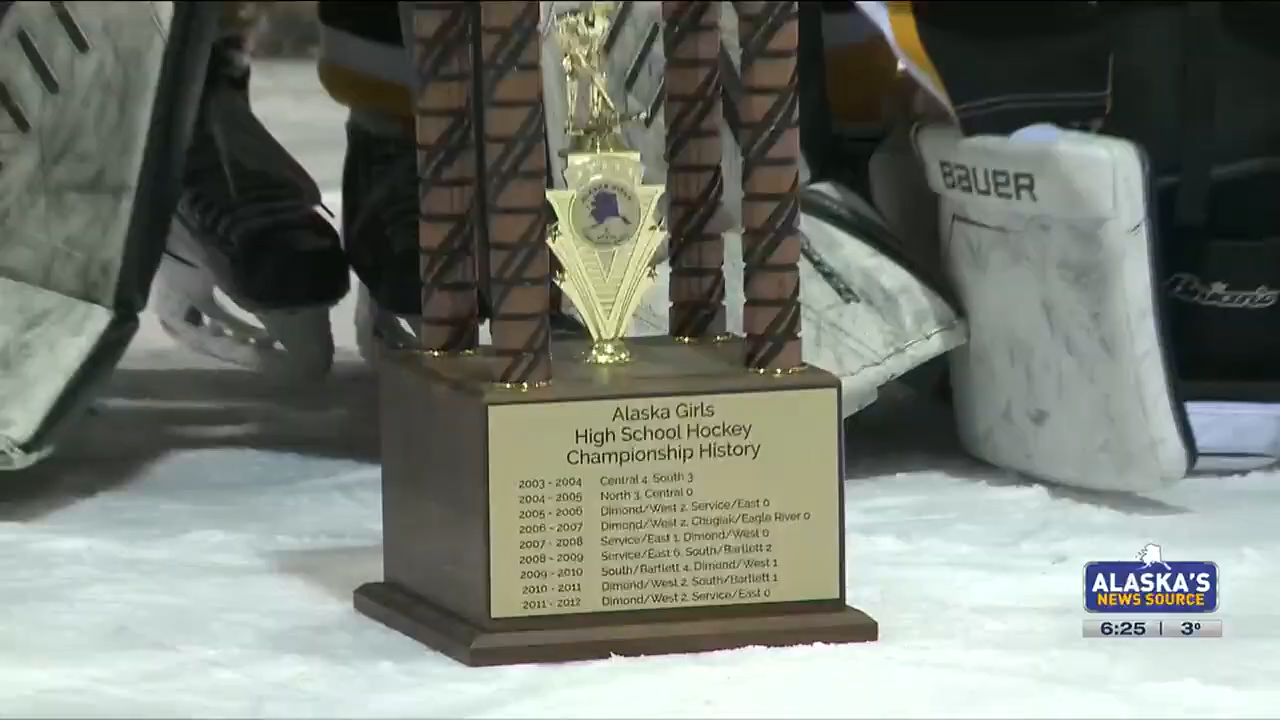 BAUER
Alaska Girls
High School Hockey
Championship History
2003 - 2004 Central 4, South 3
2004 - 2005 North 3, Central 0
2005 - 2006 Dimond/West 2, Service/East 0
2006 - 2007 Dimond/West 2, Chugiak/Eagle River 0
2007 - 2008 Service/East 1, Dimond/West 0
2008 - 2009 Service/East 6, South/Bartlett 2
2009 - 2010 South/Bartlett 4, Dimond/West 1
2010 - 2011 Dimond/West 2, South/Bartlett 1
2011 - 2012 Dimond/West 2, Service/East 0
ALASKA'S
NEWS SOURCE
6:25 | 3°